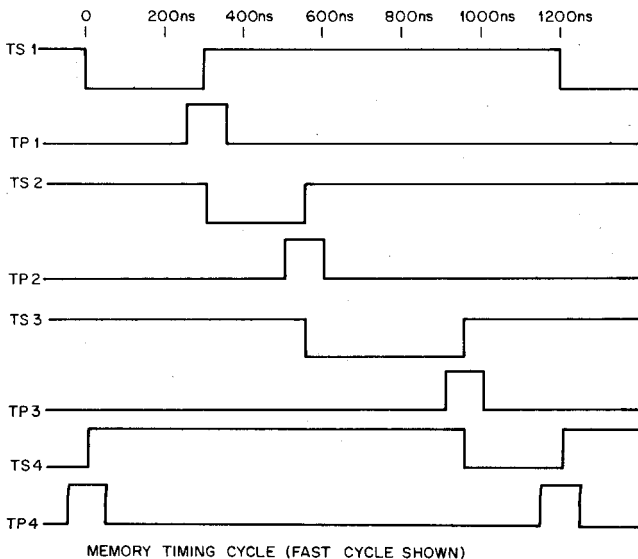 0 200ns 400ns 600ns 800ns 1000ns 1200ns
TS 1
TP 1
TS 2
TP 2
TS 3
TP 3
TS4
TP4
MEMORY TIMING CYCLE (FAST CYCLE SHOWN)